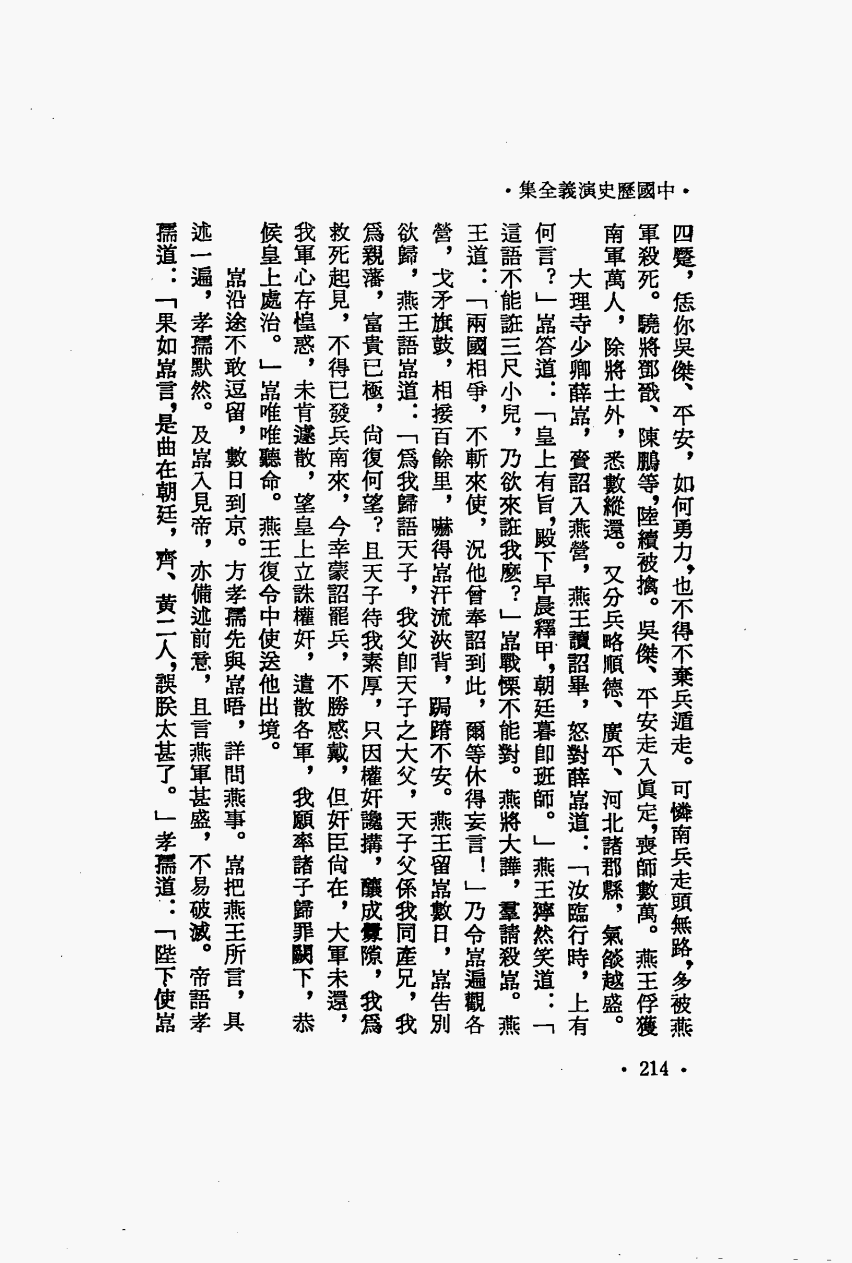 ·中國歷史演義全集·
四蹙，恁你吳傑、平安，如何勇力，也不得不棄兵遁走。可憐南兵走頭無路，多被燕
軍殺死。驍將鄧戩、陳鵬等，陸續被擒。吳傑、平安走入眞定，喪師數萬。燕王俘獲
南軍萬人，除將士外，悉數縱還。又分兵略順德、廣平、河北諸郡縣，氣燄越盛。
大理寺少卿薛嵓，賫詔入燕營，燕王讀詔畢，怒對薛嵓道：「汝臨行時，上有
何言？」嵓答道：「皇上有旨，殿下早晨釋甲，朝廷暮卽班師。」燕王獰然笑道：「
這語不能誑三尺小兒，乃欲來誑我麽？」嵓戰慄不能對。燕將大譁，羣請殺嵓。燕
王道：「兩國相爭，不斬來使，況他曾奉詔到此，爾等休得妄言！」乃令嵓遍觀各
營，戈矛旗鼓，相接百餘里，嚇得嵓汗流浹背，跼蹐不安。燕王留嵓數日，嵓告別
欲歸，燕王語嵓道：「爲我歸語天子，我父卽天子之大父，天子父係我同產兄，我
爲親藩，富貴已極，尙復何望？且天子待我素厚，只因權奸讒搆，釀成釁隙，我爲
救死起見，不得已發兵南來，今幸蒙詔罷兵，不勝感戴，但奸臣尙在，大軍未還，
我軍心存惶惑，未肯遽散，望皇上立誅權奸，遣散各軍，我願率諸子歸罪闕下，恭
候皇上處治。」嵓唯唯聽命。燕王復令中使送他出境。
嵓沿途不敢逗留，數日到京。方孝孺先與嵓晤，詳問燕事。嵓把燕王所言，具
述一遍，孝孺默然。及嵓入見帝，亦備述前意，且言燕軍甚盛，不易破滅。帝語孝
孺道：「果如嵓言，是曲在朝廷，齊、黃二人，誤朕太甚了。」孝孺道：「陛下使嵓
·214·